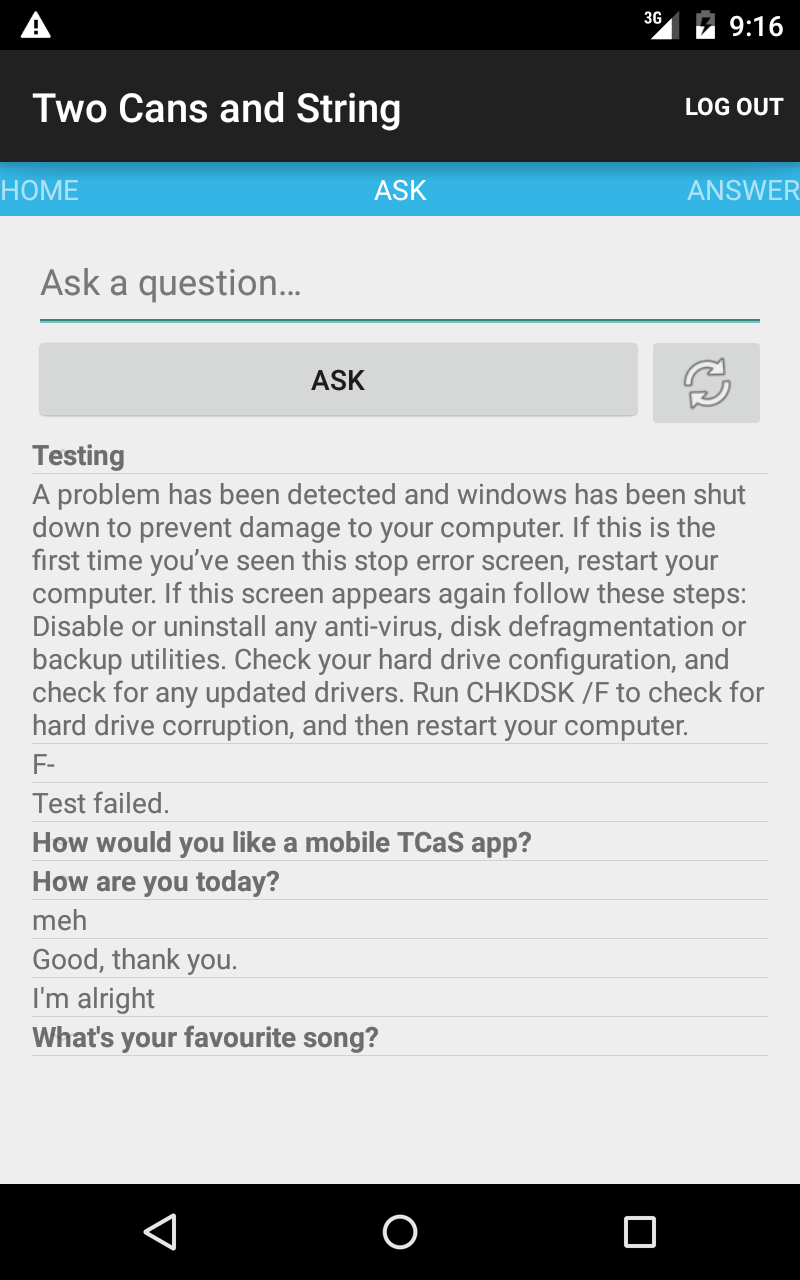 3G 9:16
Two Cans and String LOG OUT
HOME ASK ANSWER
Ask a question…
ASK
Testing
A problem has been detected and windows has been shut
down to prevent damage to your computer. If this is the
first time you’ve seen this stop error screen, restart your
computer. If this screen appears again follow these steps:
Disable or uninstall any anti-virus, disk defragmentation or
backup utilities. Check your hard drive configuration, and
check for any updated drivers. Run CHKDSK /F to check for
hard drive corruption, and then restart your computer.
F-
Test failed.
How would you like a mobile TCaS app?
How are you today?
meh
Good, thank you.
I'm alright
What's your favourite song?